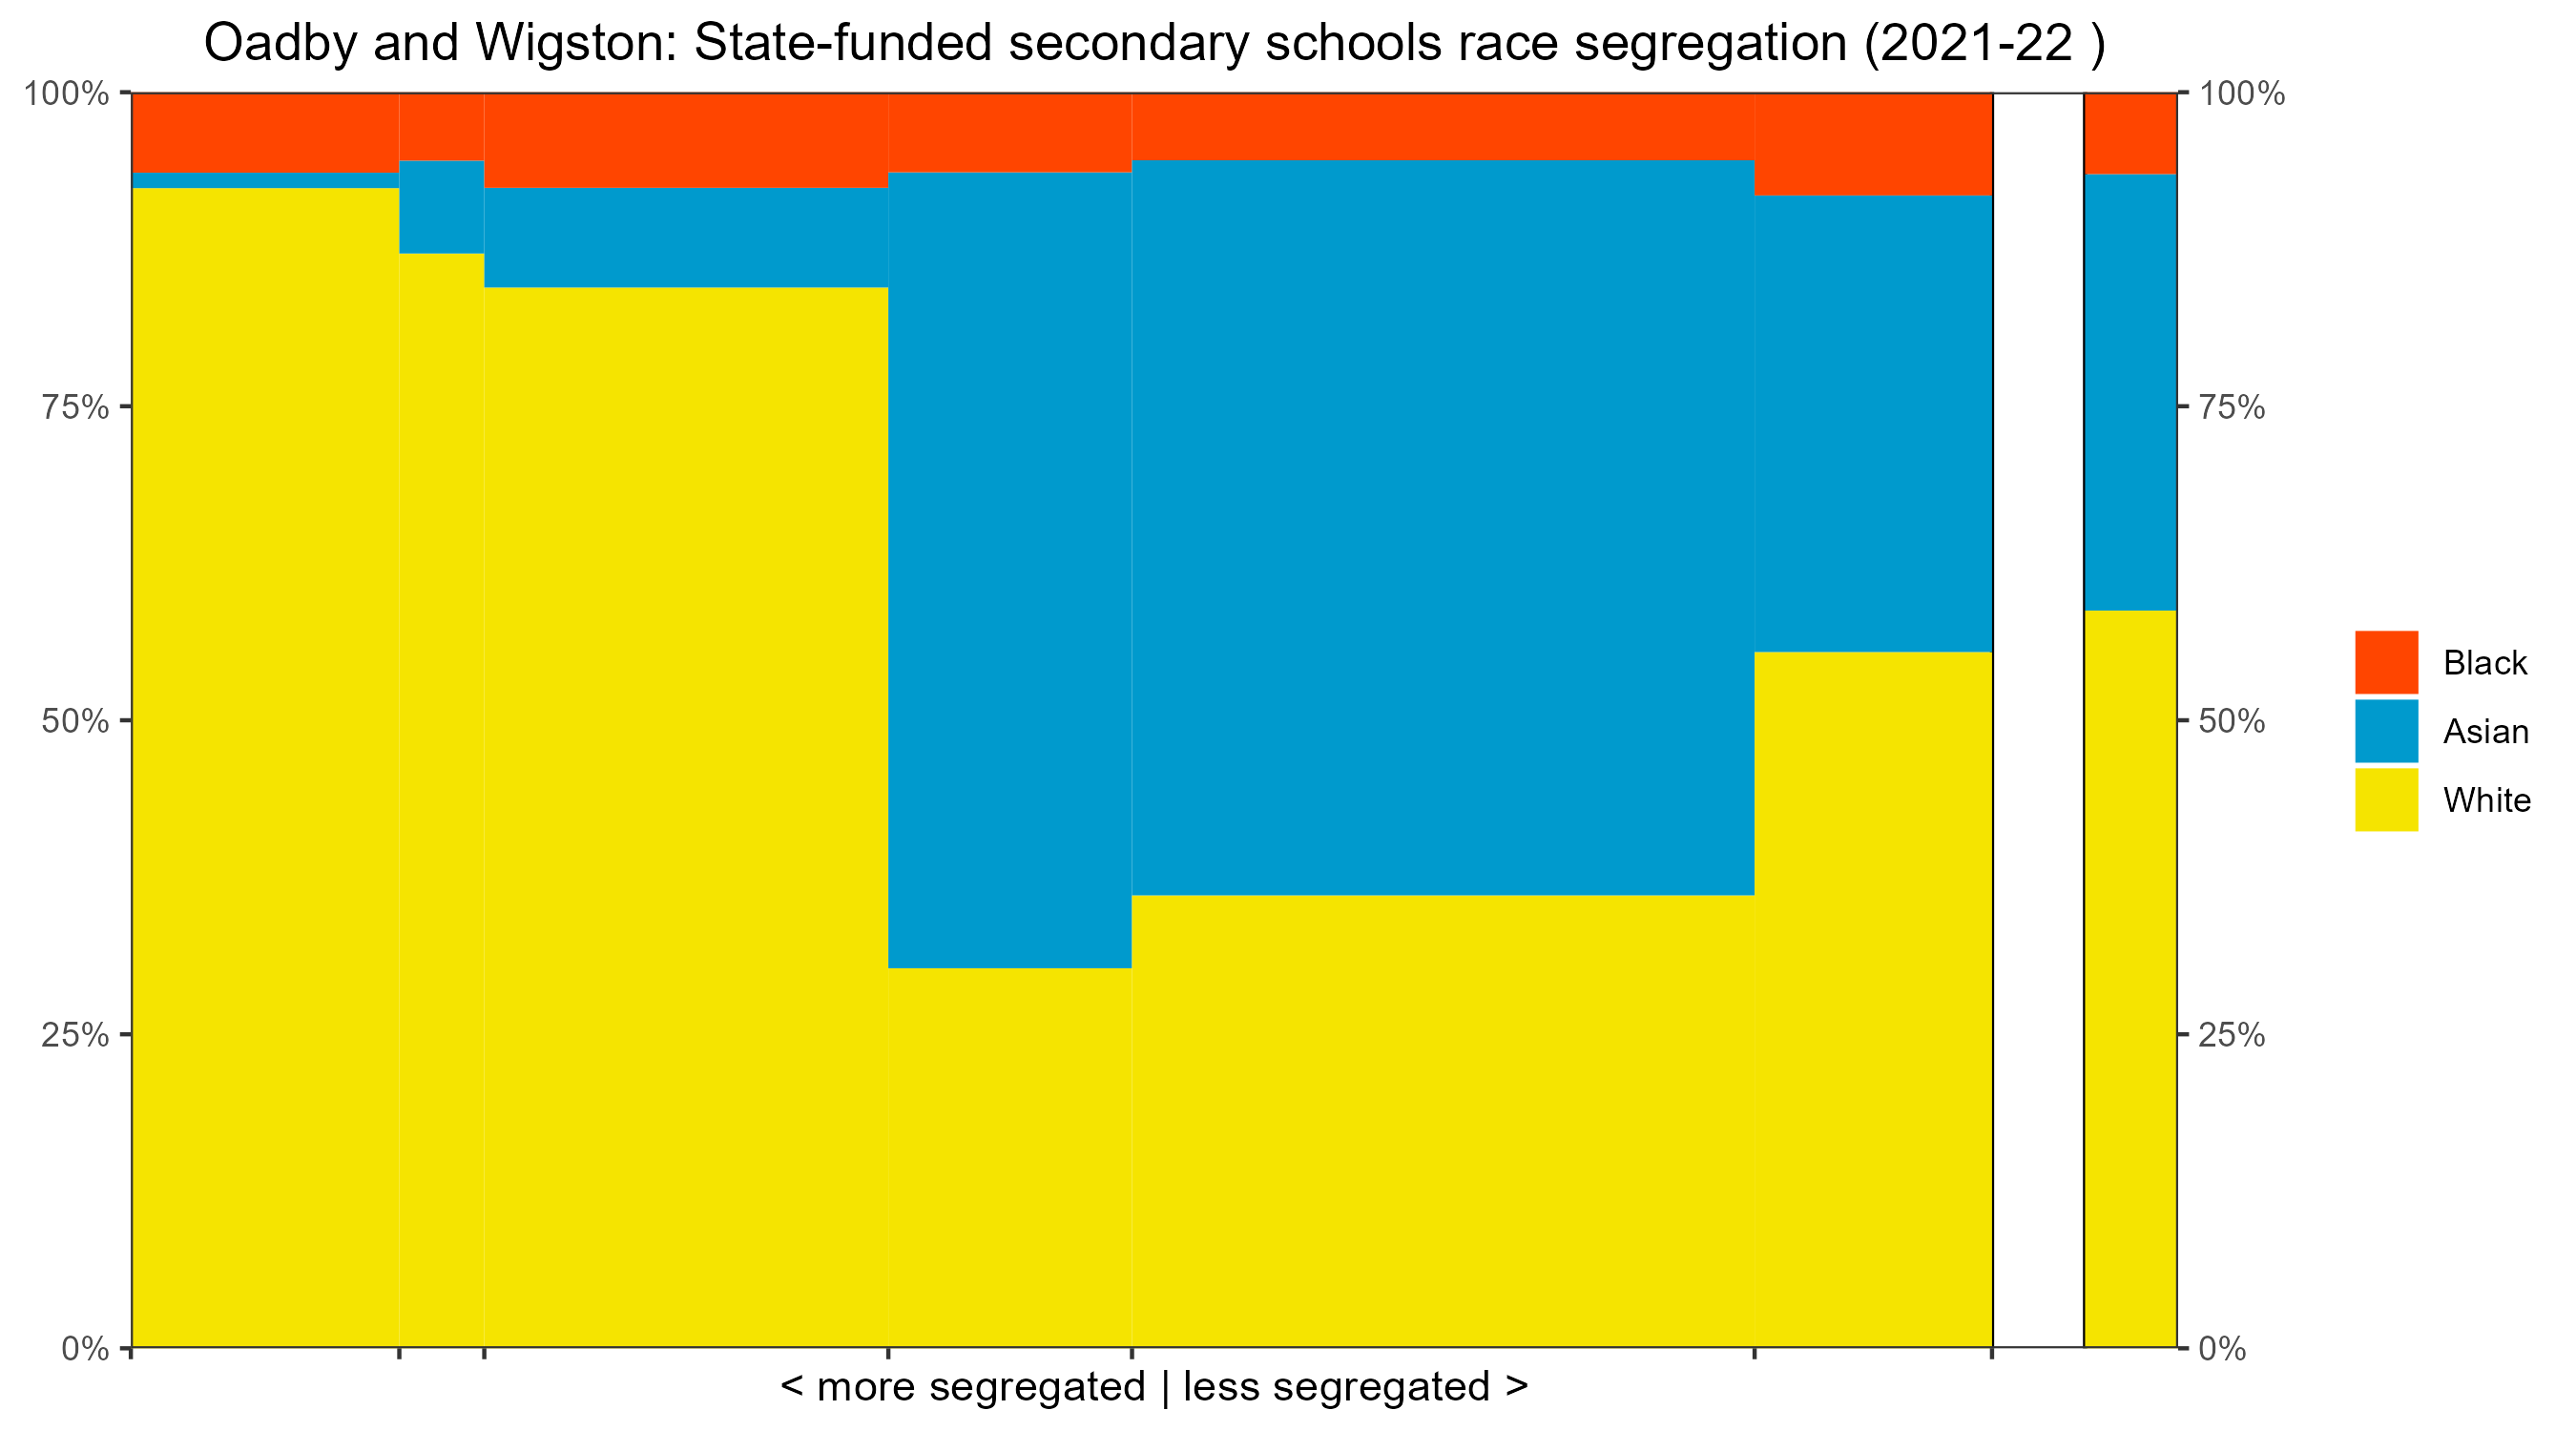 Oadby and Wigston: State-funded secondary schools race segregation (2021-22 )
100%
75%
50%
25%
0%
100%
75%
50%
25%
0%
Black
Asian
White
< more segregated | less segregated >